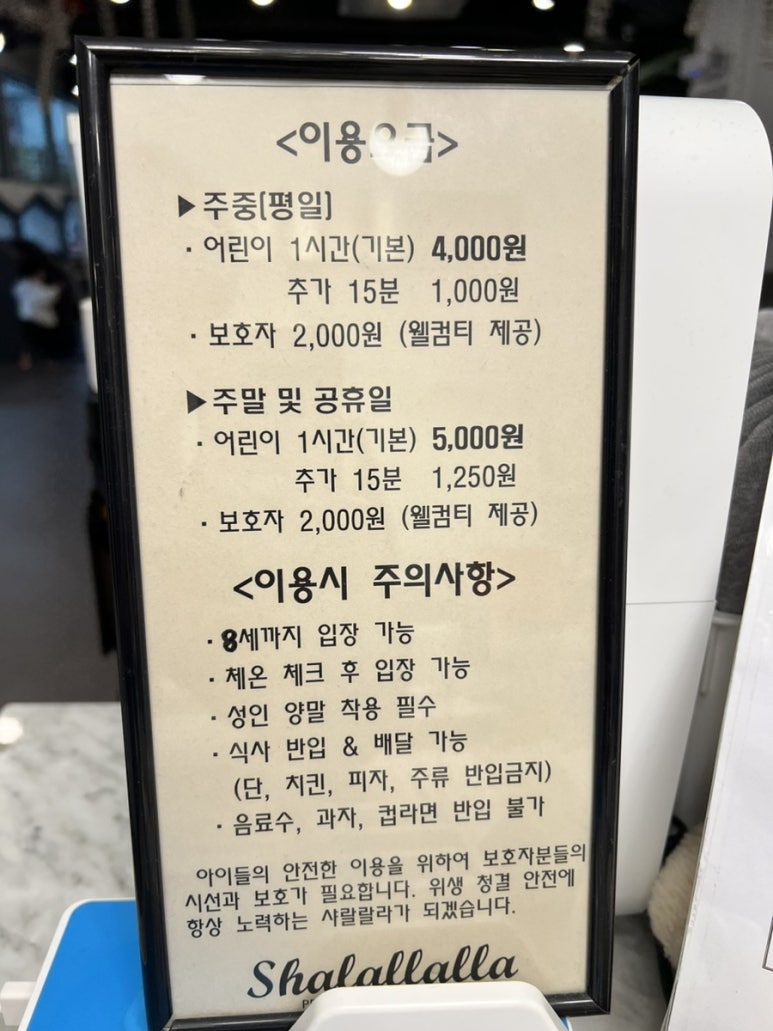 <이용요금>
▶주중[평일]
· 어린이 1시간(기본) 4,000원
추가 15분 1,000원
· 보호자 2,000원 (웰컴티 제공)
▶주말 및 공휴일
· 어린이 1시간(기본) 5,000원
추가 15분 1,250원
· 보호자 2,000원 (웰컴티 제공)
<이용시 주의사항>
· 8세까지 입장 가능
· 체온 체크 후 입장 가능
· 성인 양말 착용 필수
· 식사 반입 & 배달 가능
(단, 치킨, 피자, 주류 반입금지)
· 음료수, 과자, 컵라면 반입 불가
아이들의 안전한 이용을 위하여 보호자분들의
시선과 보호가 필요합니다. 위생 청결 안전에
항상 노력하는 샤랄랄라가 되겠습니다.
Shalallalla